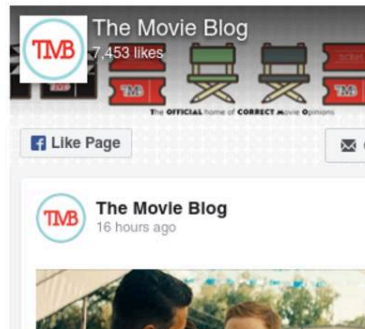 TMB
The Movie Blog
7,453 likes
TMB
TMB
The OFFICIAL home of CORRECT Movie Opinions
Like Page
TMB
The Movie Blog
16 hours ago